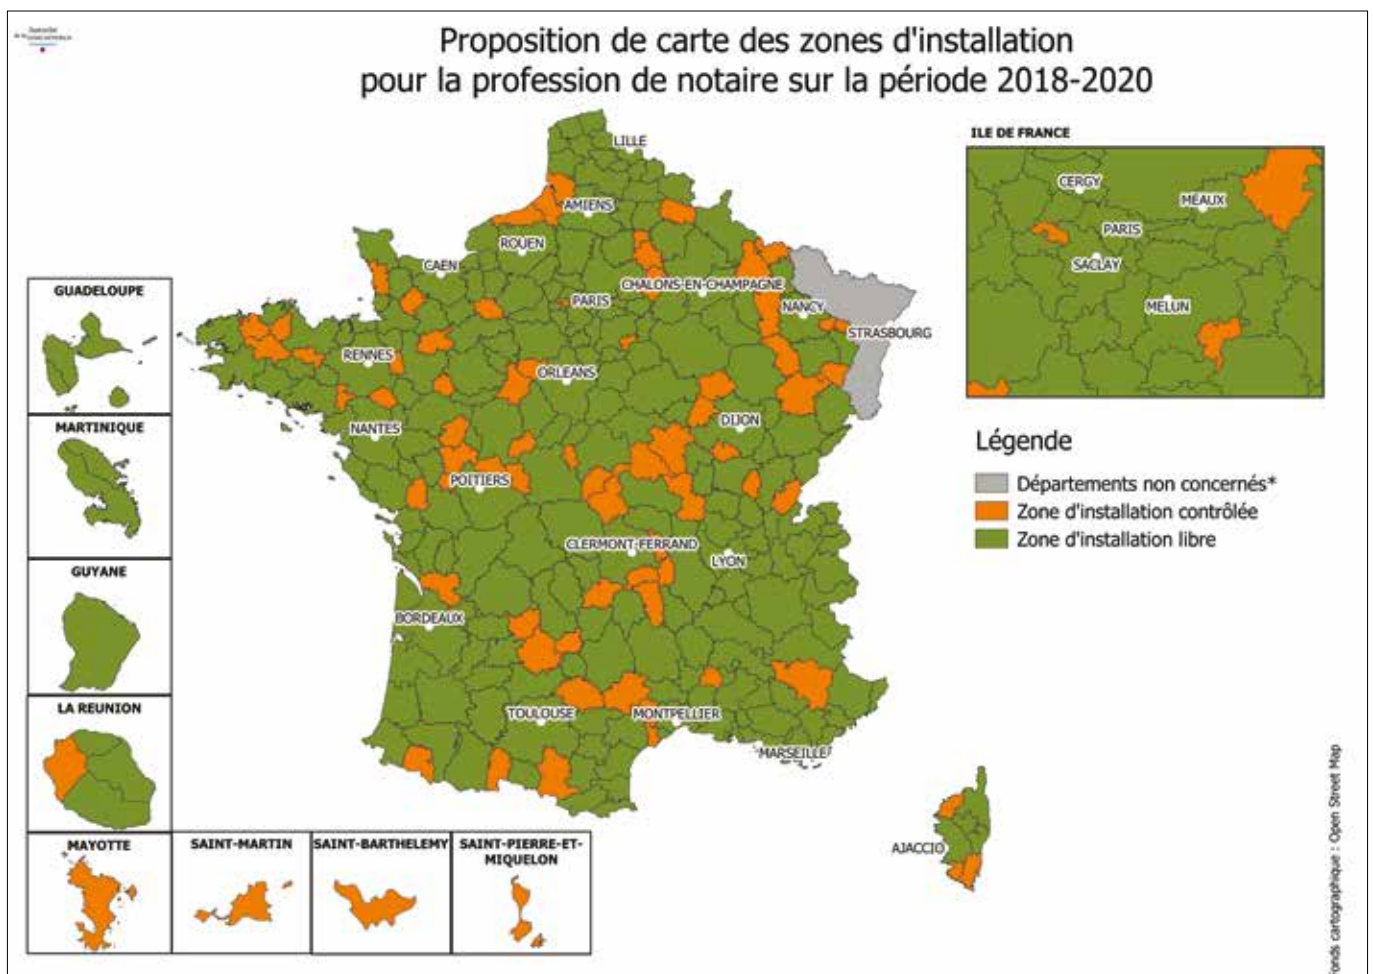 Proposition de carte des zones d'installation
pour la profession de notaire sur la période 2018-2020
LILLE
AMIENS
ROUEN
CAEN
PARIS
CHALONS-EN-CHAMPAGNE
NANCY
STRASBOURG
RENNES
ORLEANS
NANTES
DIJON
POITIERS
CLERMONT-FERRAND
LYON
BORDEAUX
TOULOUSE
MONTPELLIER
MARSEILLE
AJACCIO
ILE DE FRANCE
CERGY
MEAUX
PARIS
SACLAY
MELUN
Légende
Départements non concernés*
Zone d'installation contrôlée
Zone d'installation libre
GUADELOUPE
MARTINIQUE
GUYANE
LA REUNION
MAYOTTE
SAINT-MARTIN
SAINT-BARTHELEMY
SAINT-PIERRE-ET-
MIQUELON
Fonds cartographique : Open Street Map